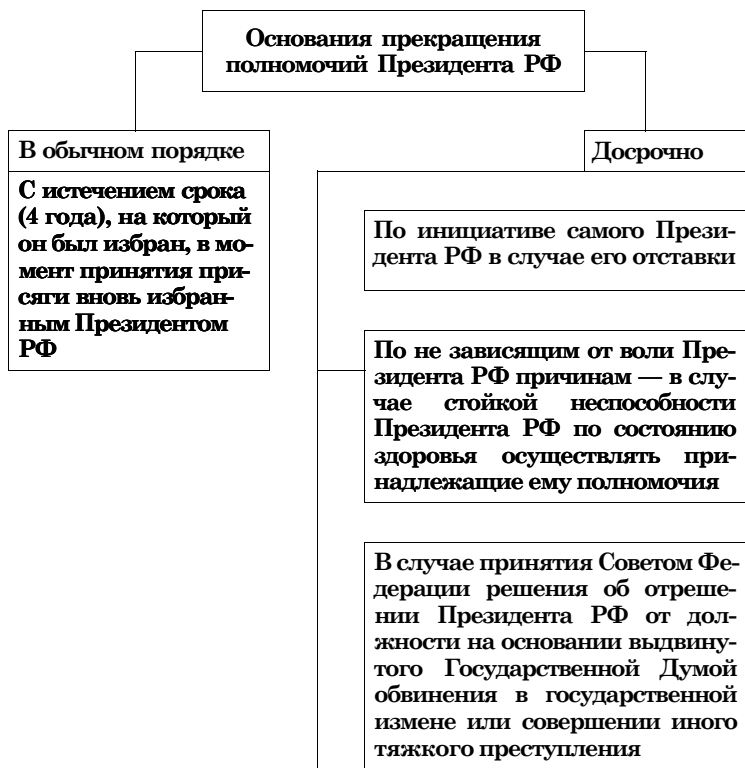 Основания прекращения
полномочий Президента РФ
В обычном порядке
С истечением срока
(4 года), на который
он был избран, в мо-
мент принятия при-
сяги вновь избран-
ным Президентом
РФ
Досрочно
По инициативе самого Прези-
дента РФ в случае его отставки
По не зависящим от воли Пре-
зидента РФ причинам — в слу-
чае стойкой неспособности
Президента РФ по состоянию
здоровья осуществлять при-
надлежащие ему полномочия
В случае принятия Советом Фе-
дерации решения об отреше-
нии Президента РФ от дол-
жности на основании выдвину-
того Государственной Думой
обвинения в государственной
измене или совершении иного
тяжкого преступления